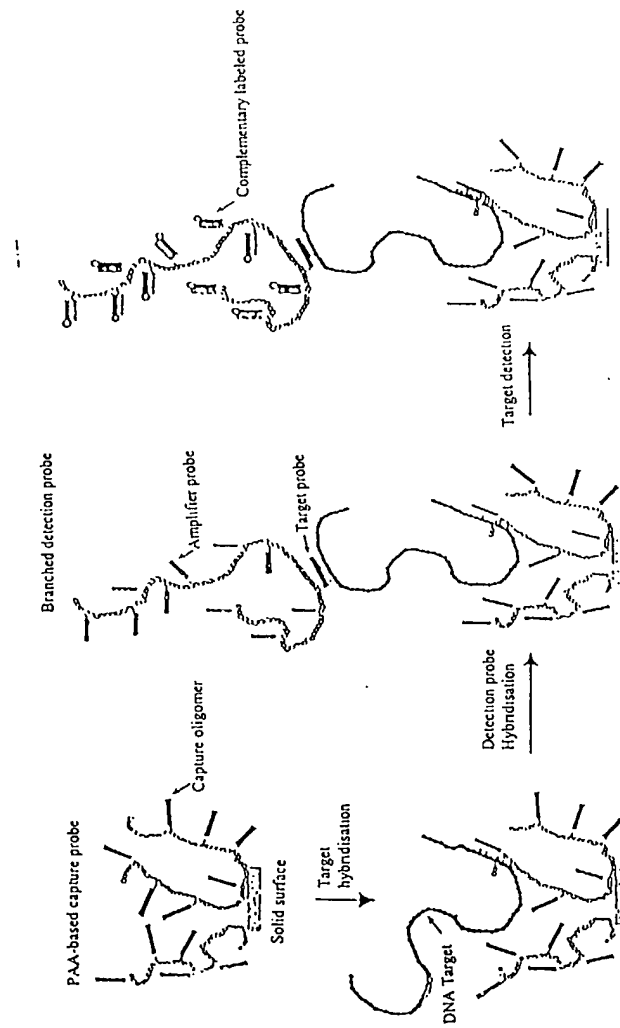 PAA-based capture probe
Capture oligomer
Solid surface
Target
hybridisation
DNA Target
Detection probe
Hybridisation
Branched detection probe
Amplifier probe
Target probe
Target detection
Complementary labeled probe